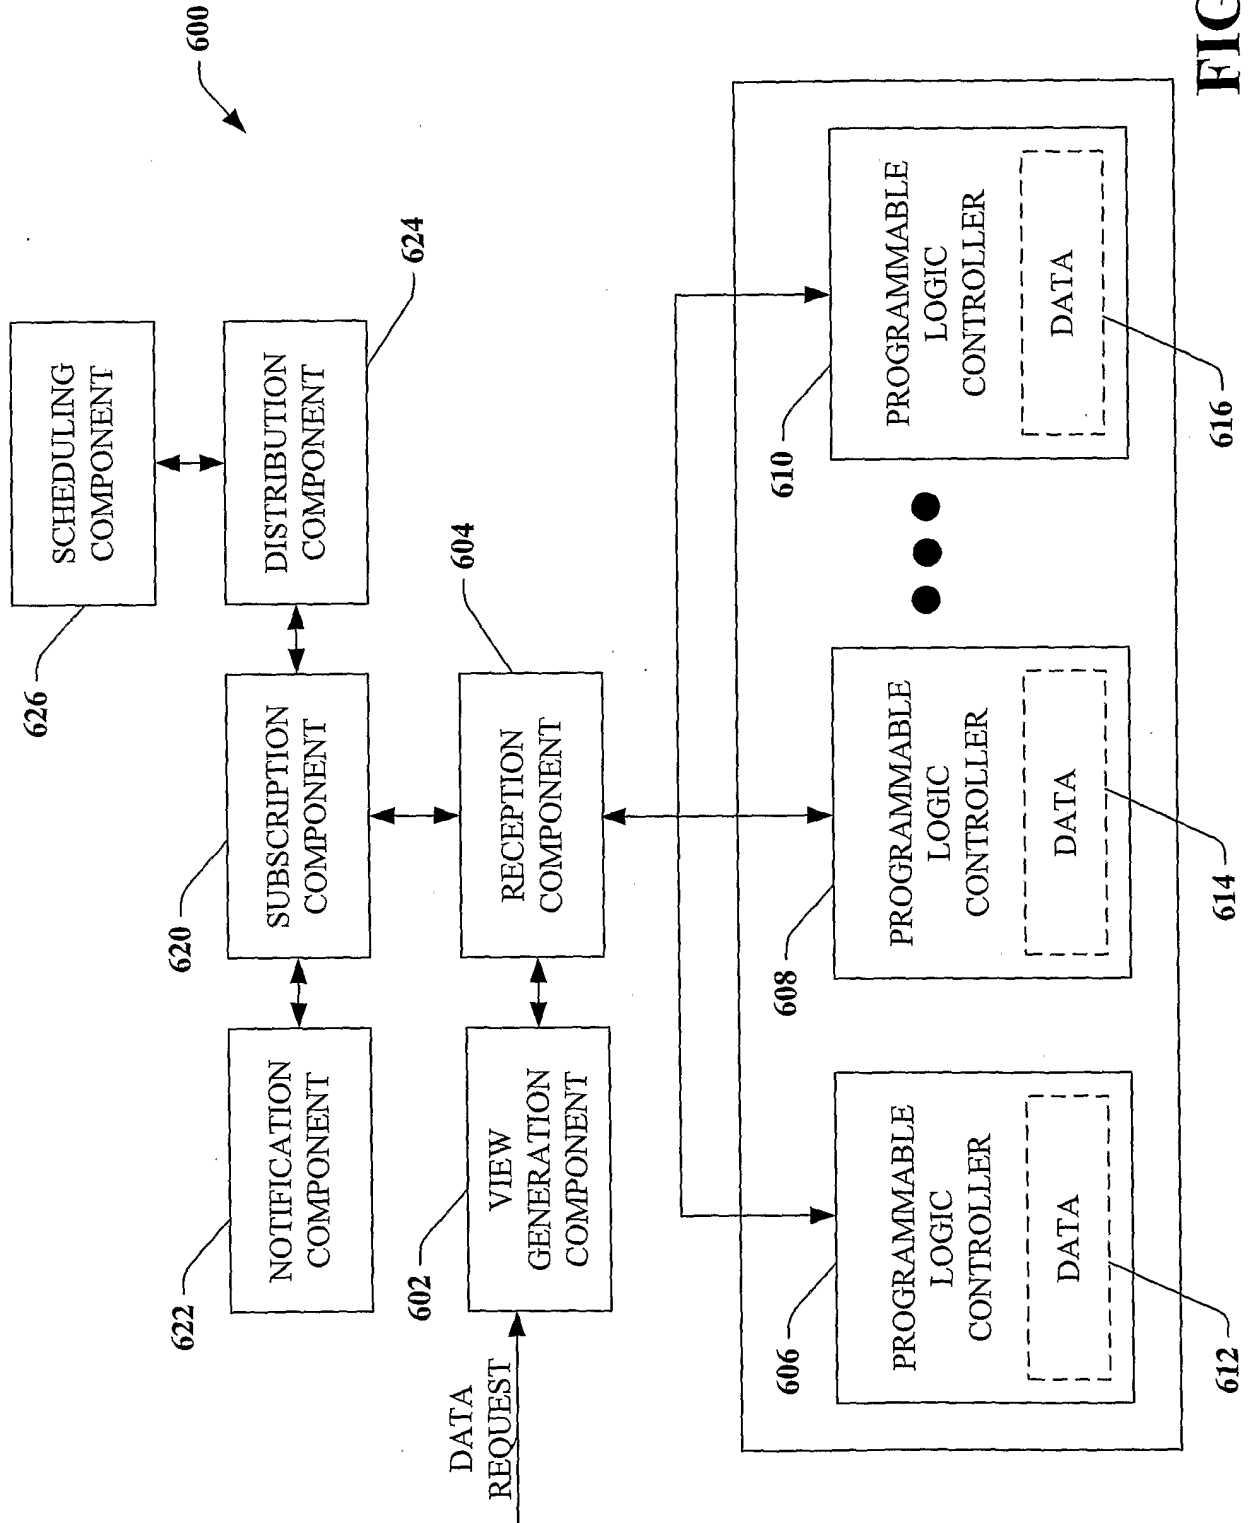 600
SCHEDULING
COMPONENT
626
DISTRIBUTION
COMPONENT
624
SUBSCRIPTION
COMPONENT
620
NOTIFICATION
COMPONENT
622
RECEPTION
COMPONENT
604
VIEW
GENERATION
COMPONENT
602
DATA
REQUEST
PROGRAMMABLE
LOGIC
CONTROLLER
DATA
606
612
PROGRAMMABLE
LOGIC
CONTROLLER
DATA
608
614
PROGRAMMABLE
LOGIC
CONTROLLER
DATA
610
616
FIG